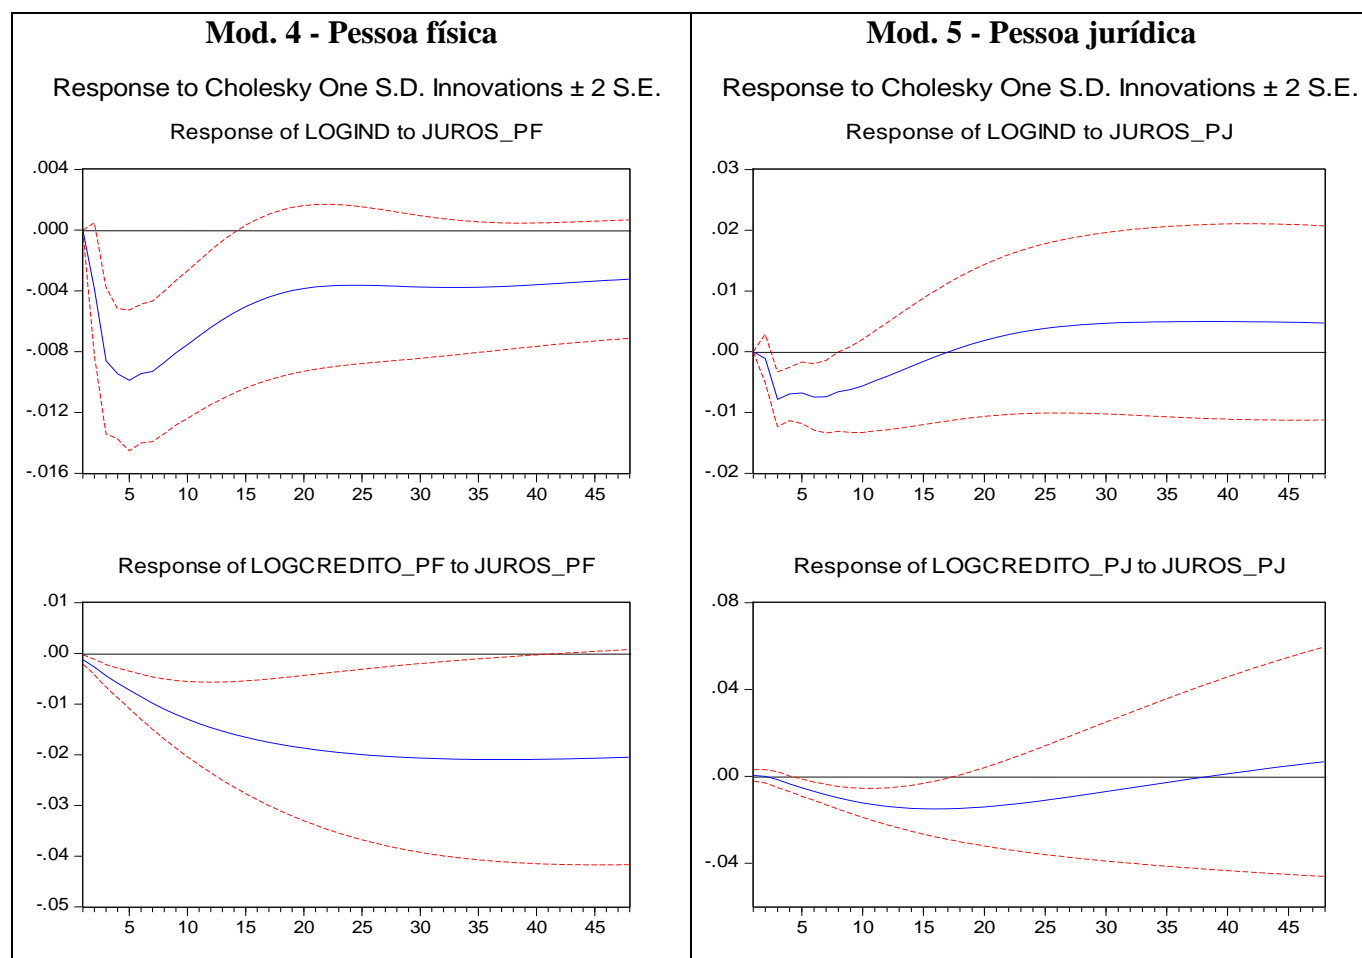 Mod. 4 - Pessoa física
Response to Cholesky One S.D. Innovations ± 2 S.E.
Response of LOGIND to JUROS_PF
.004
.000
-.004
-.008
-.012
-.016
5 10 15 20 25 30 35 40 45
Response of LOGCREDITO_PF to JUROS_PF
.01
.00
-.01
-.02
-.03
-.04
-.05
5 10 15 20 25 30 35 40 45
Mod. 5 - Pessoa jurídica
Response to Cholesky One S.D. Innovations ± 2 S.E.
Response of LOGIND to JUROS_PJ
.03
.02
.01
.00
-.01
-.02
5 10 15 20 25 30 35 40 45
Response of LOGCREDITO_PJ to JUROS_PJ
.08
.04
.00
-.04
5 10 15 20 25 30 35 40 45